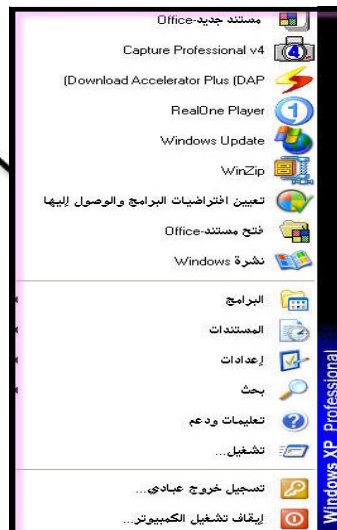 مستند جديد-Office
Capture Professional v4
(Download Accelerator Plus (DAP
RealOne Player
Windows Update
WinZip
تعيين افتراضيات البرامج والوصول إليها
فتح مستند-Office
نشرة Windows
البرامج
المستندات
إعدادات
بحث
تعليمات ودعم
تشغيل...
تسجيل خروج عبادي...
إيقاف تشغيل الكمبيوتر...
Windows XP Professional